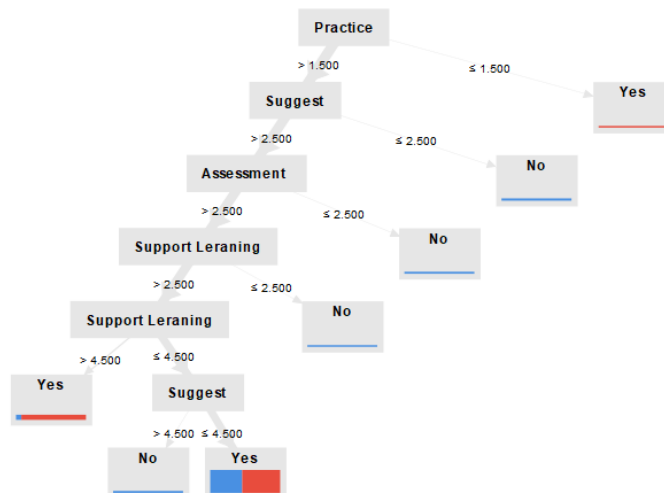 Practice
> 1.500
≤ 1.500
Suggest
Yes
> 2.500
≤ 2.500
Assessment
No
> 2.500
≤ 2.500
Support Leraning
No
> 2.500
≤ 2.500
Support Leraning
No
> 4.500
≤ 4.500
Yes
Suggest
> 4.500
≤ 4.500
No
Yes